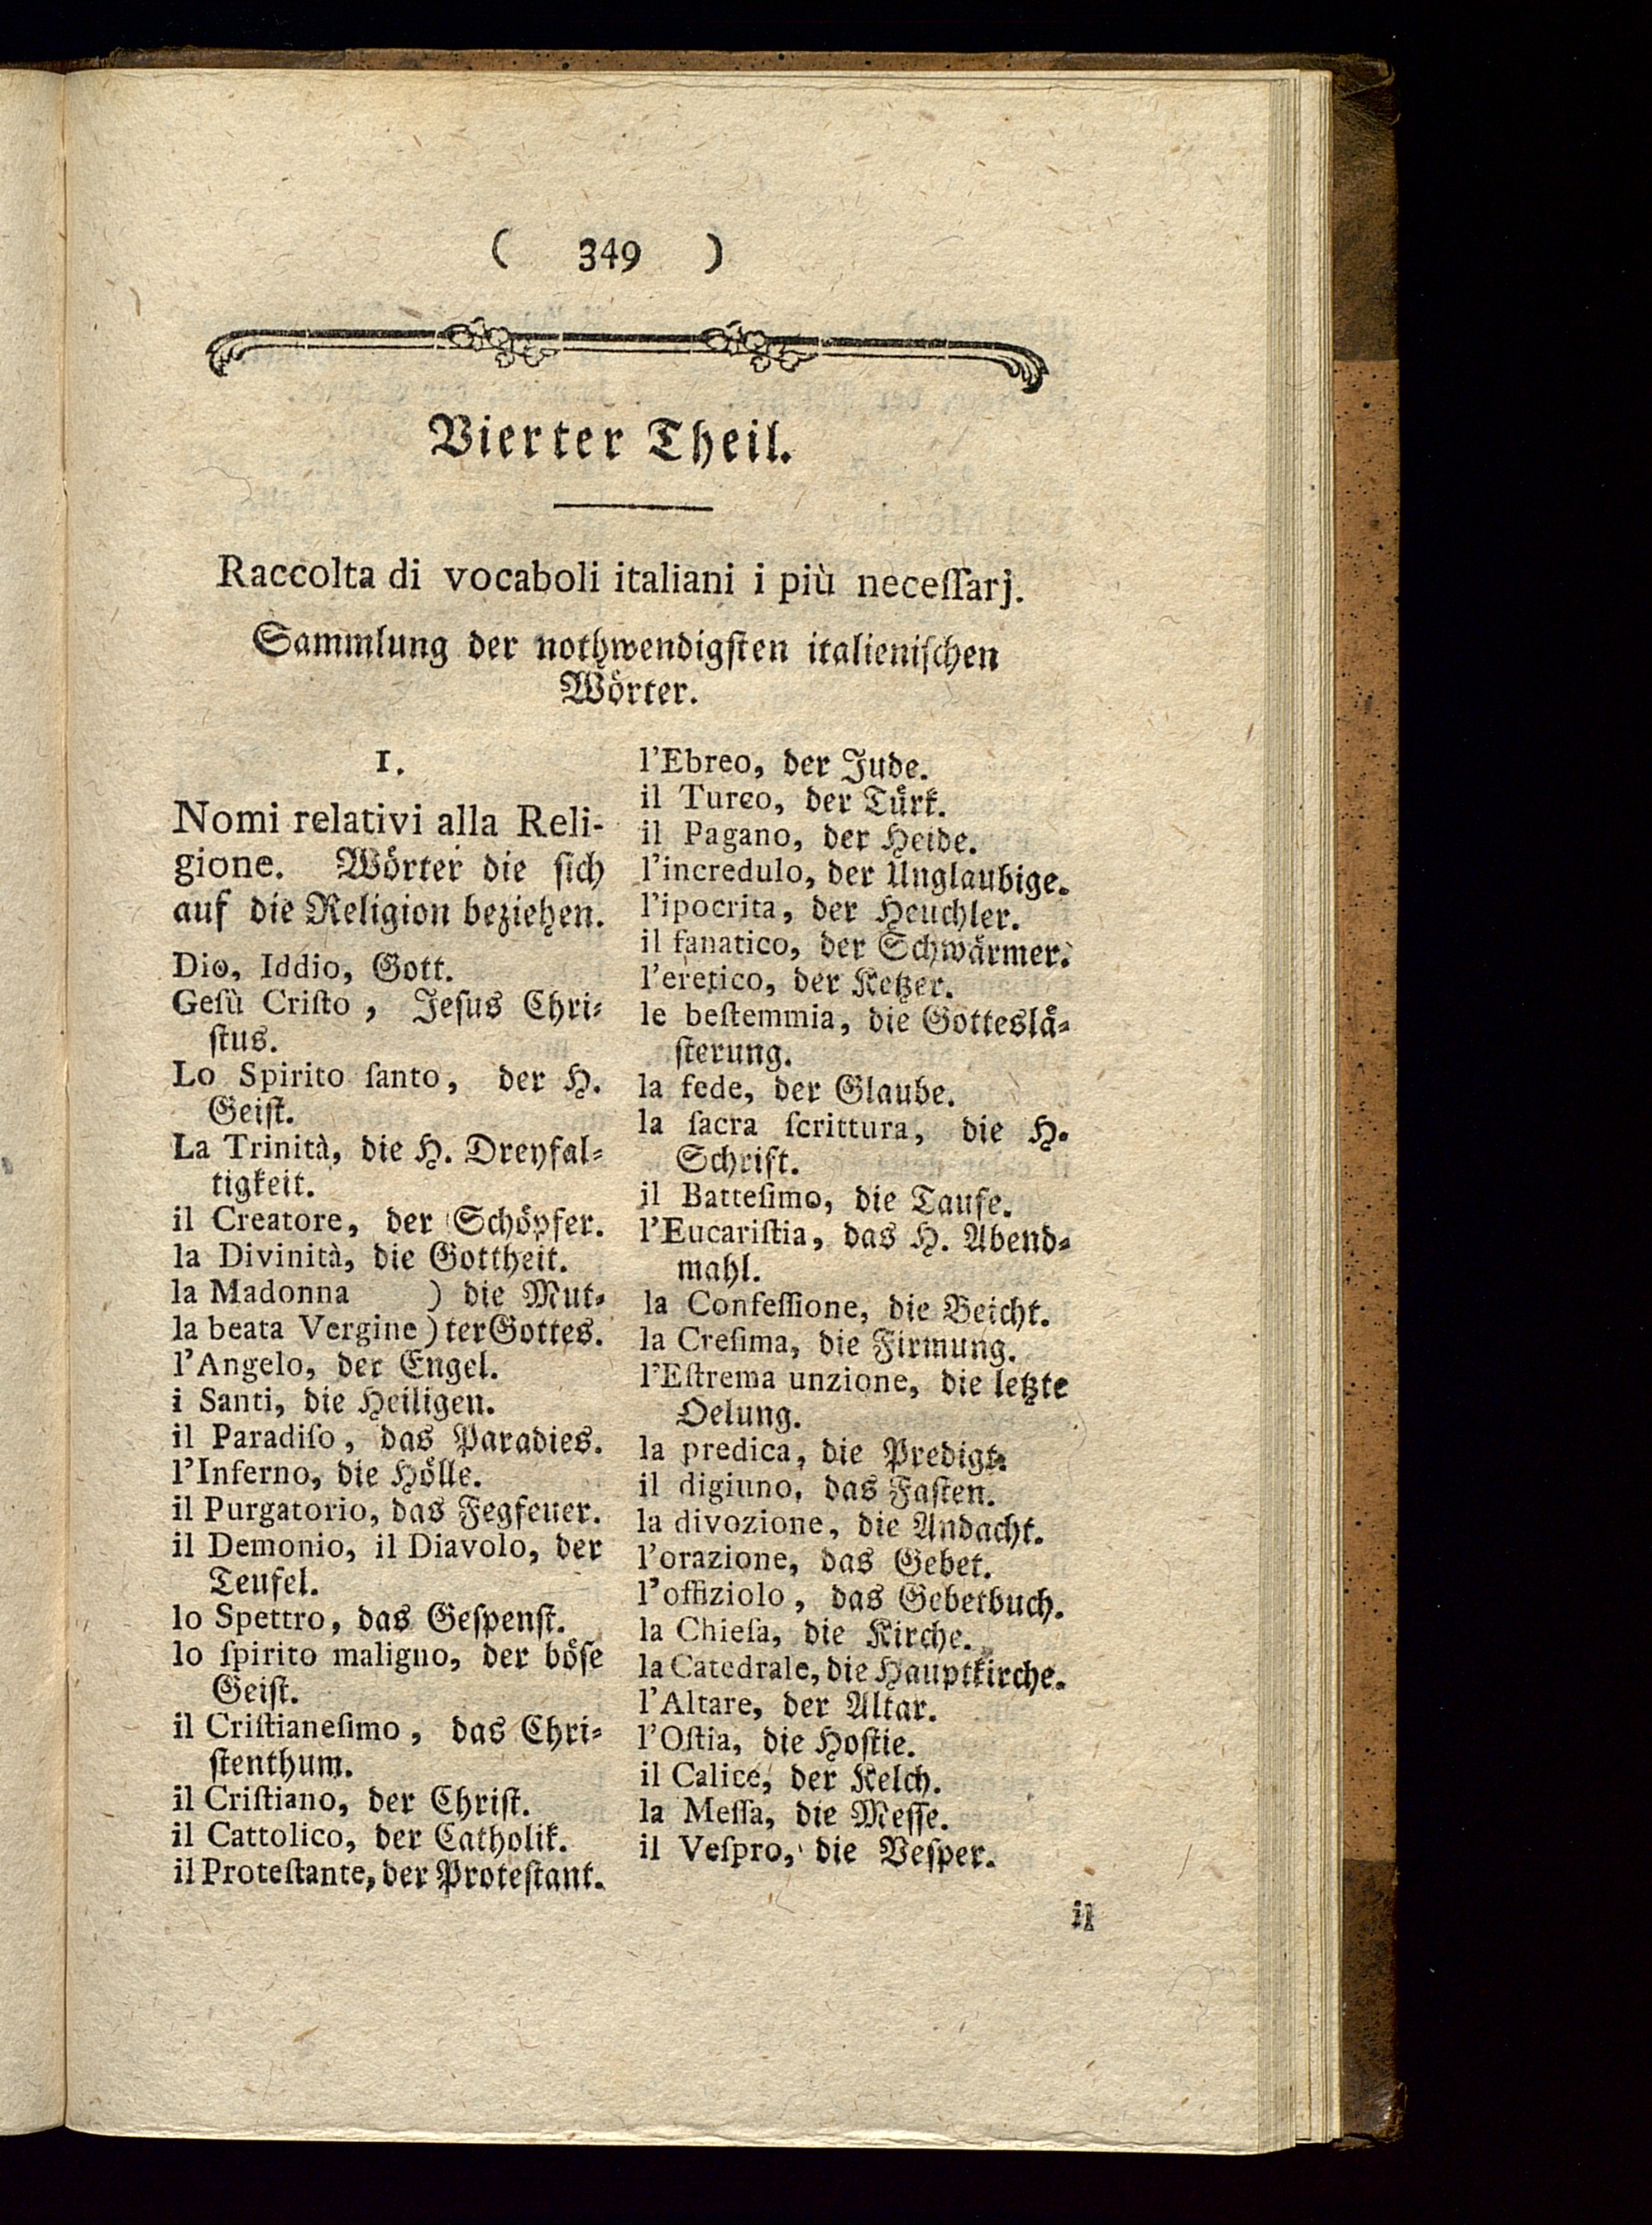 ( 349 )
Vierter Theil.
Raccolta di vocaboli italiani i più neceſſarj.
Sammlung der nothwendigſten italieniſchen
Wörter.
1.
Nomi relativi alla Reli-
gione. Wörter die ſich
auf die Religion beziehen.
Dio, Iddio, Gott.
Geſù Criſto, Jeſus Chri-
ſtus.
Lo Spirito ſanto, der H.
Geiſt.
La Trinità, die H. Dreyfal-
tigkeit.
il Creatore, der Schöpfer.
la Divinità, die Gottheit.
la Madonna ) die Mut-
la beata Vergine ) ter Gottes.
l'Angelo, der Engel.
i Santi, die Heiligen.
il Paradiſo, das Paradies.
l'Inferno, die Hölle.
il Purgatorio, das Fegfeuer.
il Demonio, il Diavolo, der
Teufel.
lo Spettro, das Geſpenſt.
lo ſpirito maligno, der böſe
Geiſt.
il Criſtianeſimo, das Chri-
ſtenthum.
il Criſtiano, der Chriſt.
il Cattolico, der Catholik.
il Proteſtante, der Proteſtant.
l'Ebreo, der Jude.
il Turco, der Türk.
il Pagano, der Heide.
l'incredulo, der Unglaubige.
l'ipocrita, der Heuchler.
il fanatico, der Schwärmer.
l'eretico, der Ketzer.
le beſtemmia, die Gotteslä-
ſterung.
la fede, der Glaube.
la ſacra ſcrittura, die H.
Schrift.
il Batteſimo, die Taufe.
l'Eucariſtia, das H. Abend-
mahl.
la Confeſſione, die Beicht.
la Creſima, die Firmung.
l'Eſtrema unzione, die letzte
Oelung.
la predica, die Predigt.
il digiuno, das Faſten.
la divozione, die Andacht.
l'orazione, das Gebet.
l'offiziolo, das Gebetbuch.
la Chieſa, die Kirche.
la Catedrale, die Hauptkirche.
l'Altare, der Altar.
l'Oſtia, die Hoſtie.
il Calice, der Kelch.
la Meſſa, die Meſſe.
il Veſpro, die Veſper.
il